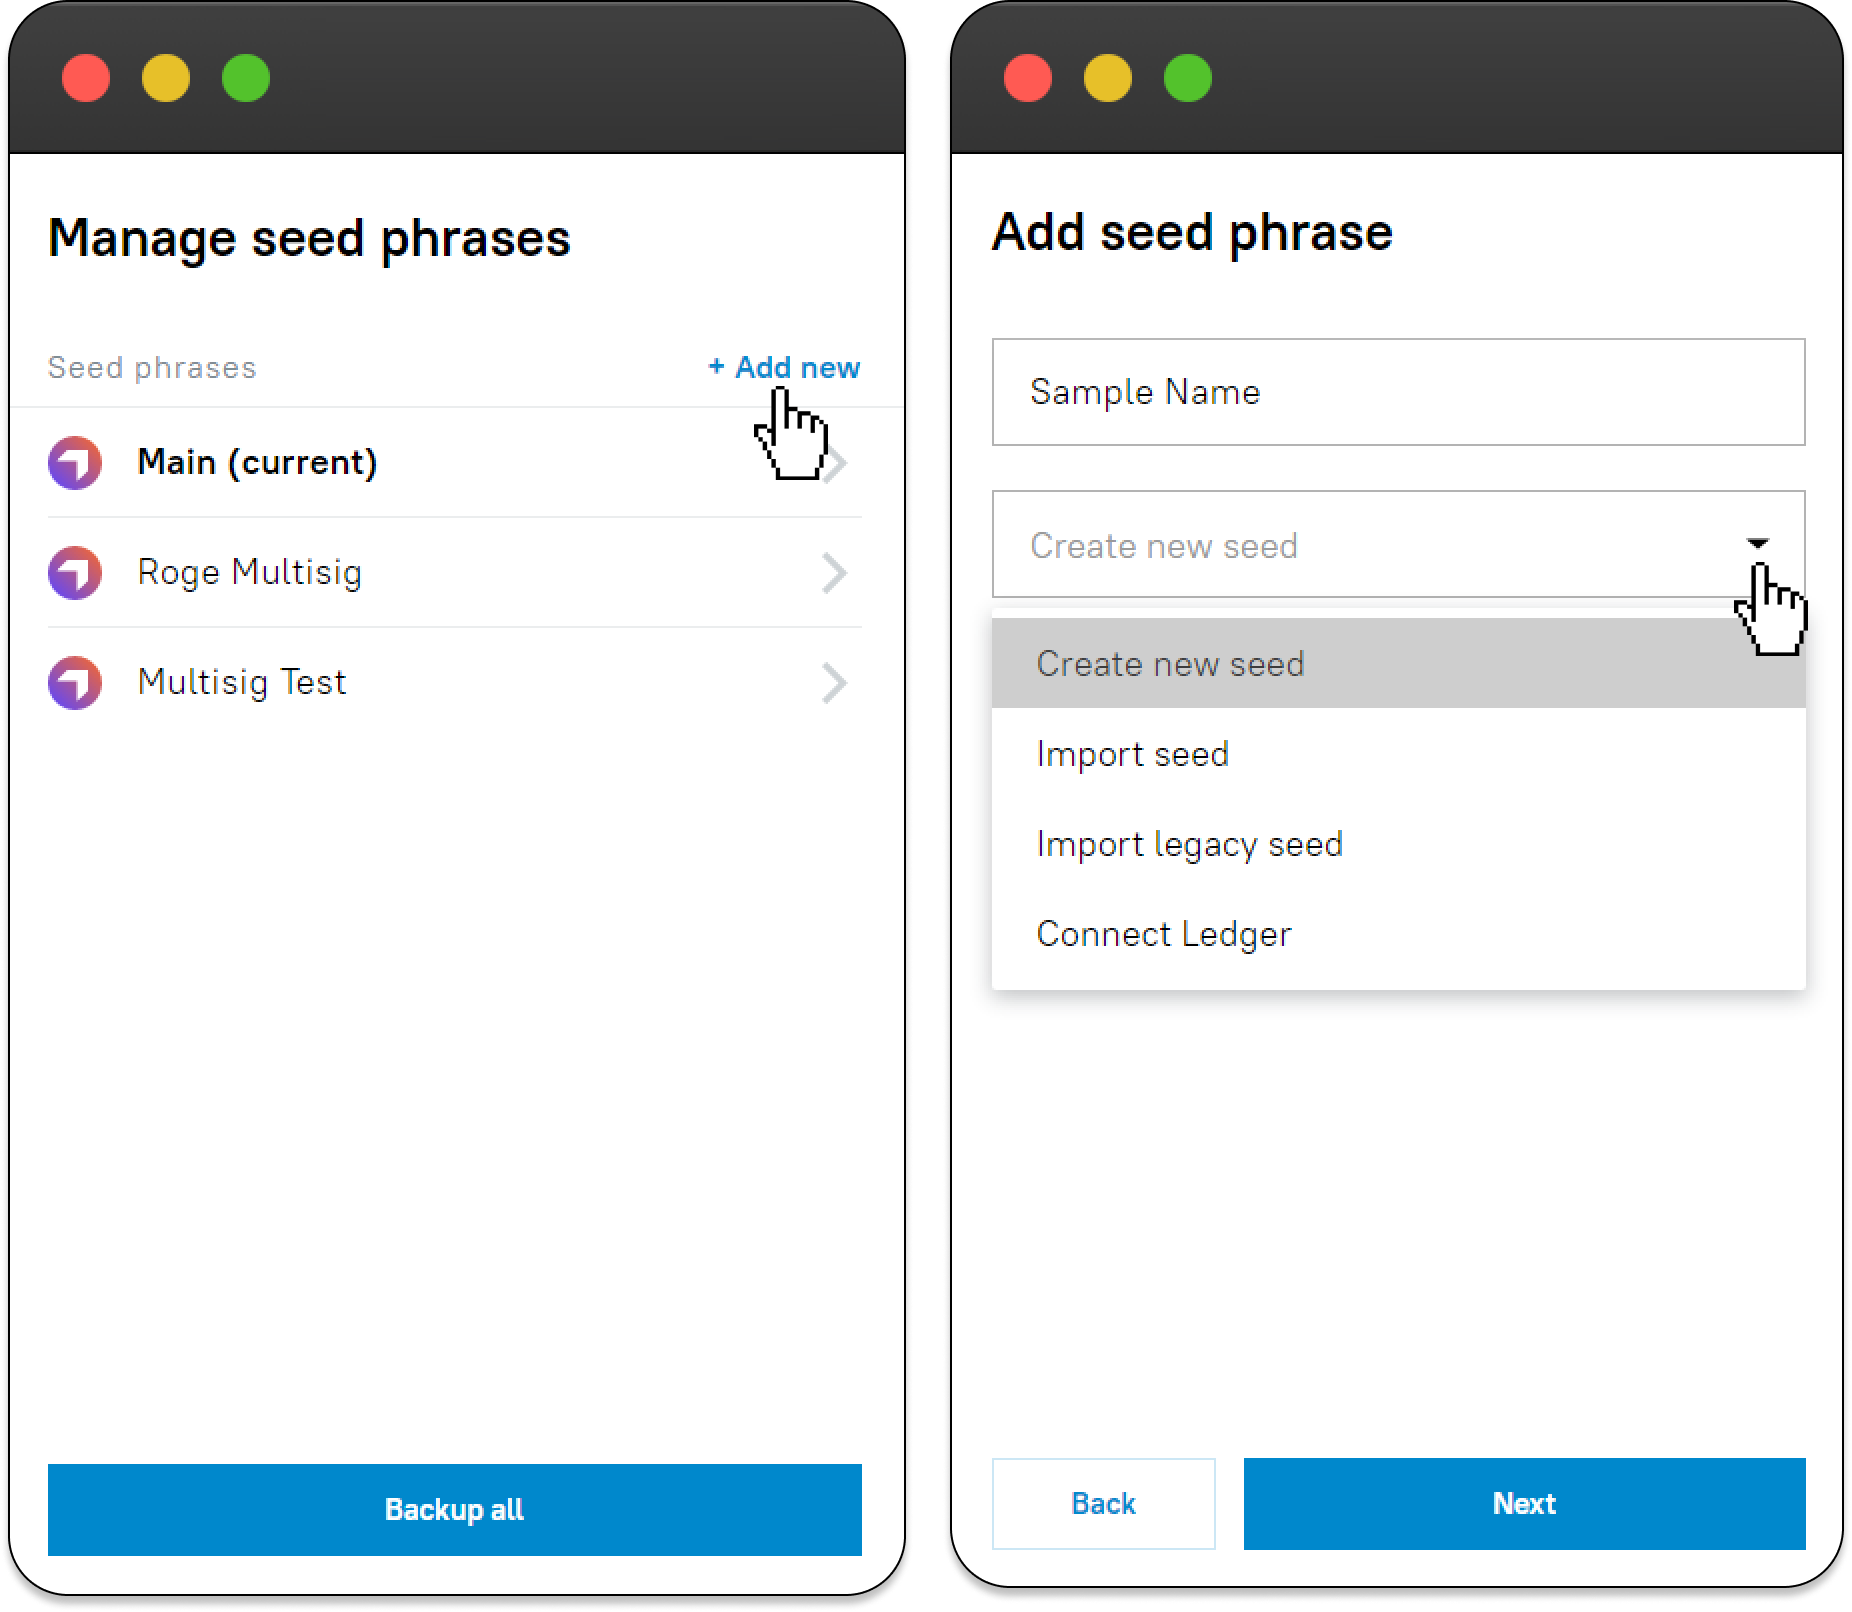 Manage seed phrases
Seed phrases
+ Add new
Main (current)
Roge Multisig
Multisig Test
Backup all
Add seed phrase
Sample Name
Create new seed
Create new seed
Import seed
Import legacy seed
Connect Ledger
Back
Next